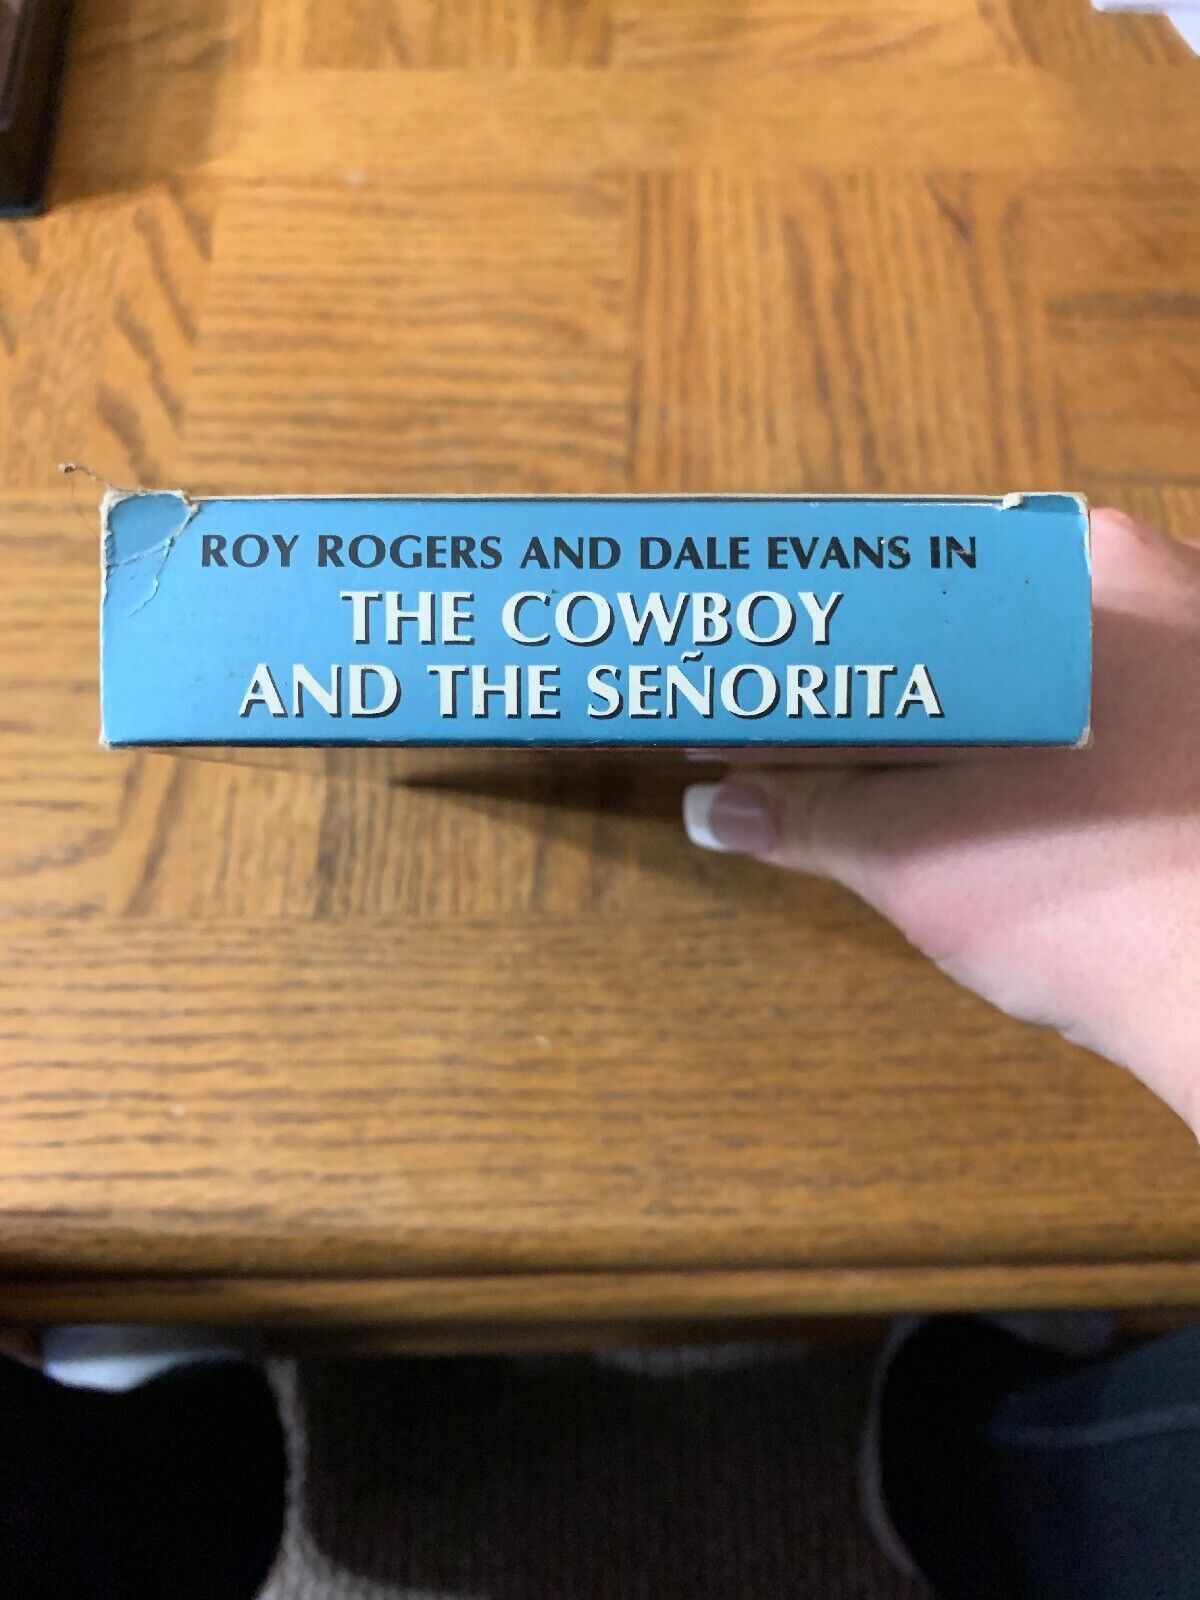 ROY ROGERS AND DALE EVANS IN
THE COWBOY
AND THE SEÑORITA